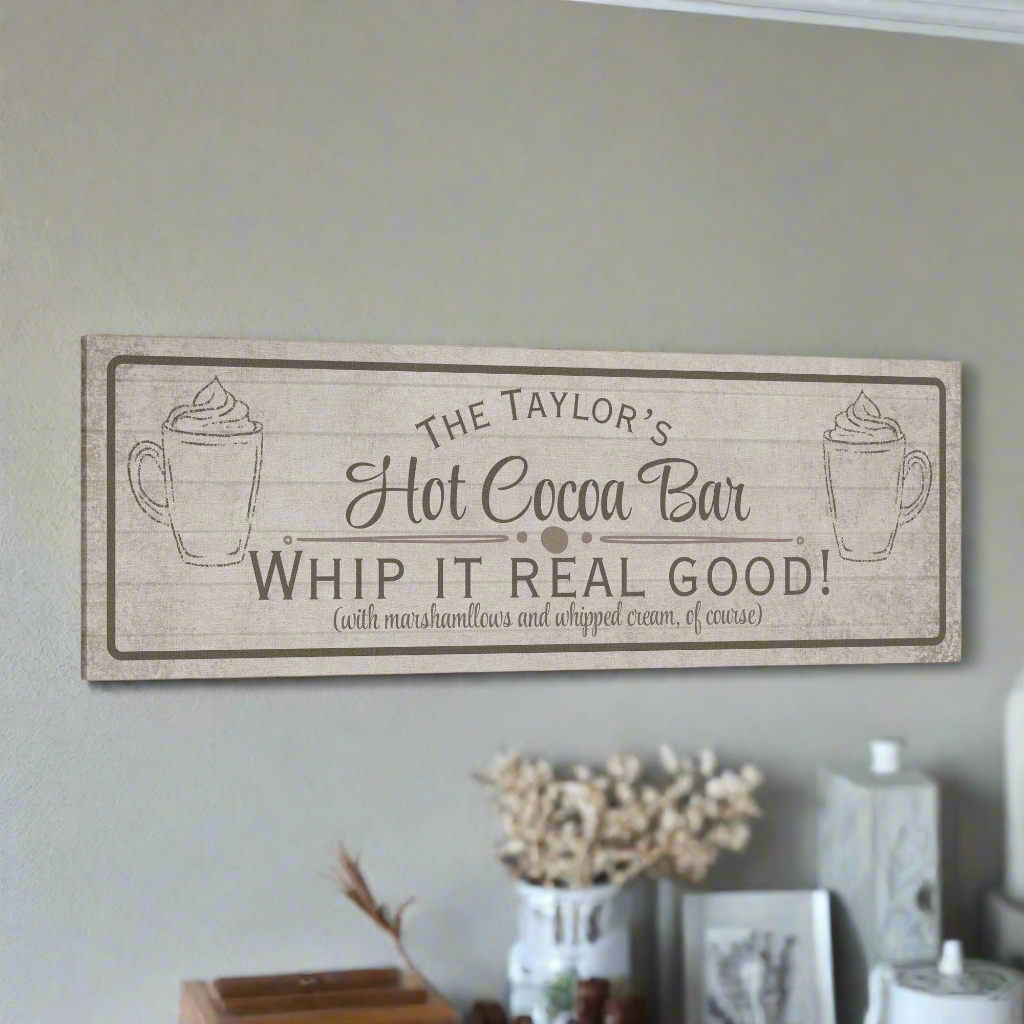 The Taylor's
Hot Cocoa Bar
Whip it real good!
(with marshamllows and whipped cream, of course)